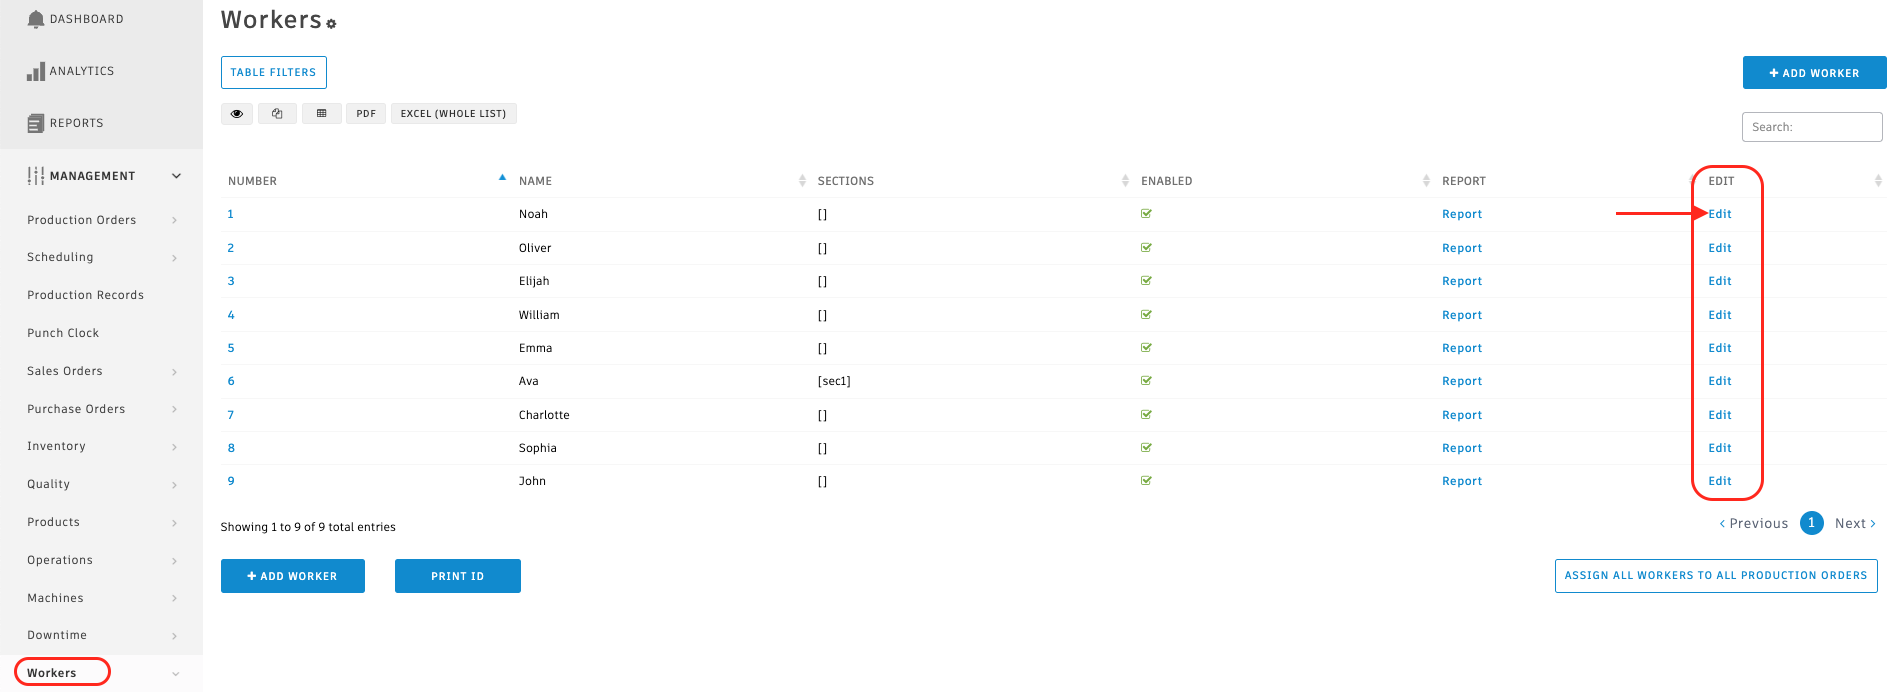 DASHBOARD
ANALYTICS
REPORTS
MANAGEMENT
Production Orders
Scheduling
Production Records
Punch Clock
Sales Orders
Purchase Orders
Inventory
Quality
Products
Operations
Machines
Downtime
Workers
Workers
TABLE FILTERS
+ ADD WORKER
PDF
EXCEL (WHOLE LIST)
Search:
NUMBER NAME SECTIONS ENABLED REPORT EDIT
1 Noah [] Report Edit
2 Oliver [] Report Edit
3 Elijah [] Report Edit
4 William [] Report Edit
5 Emma [] Report Edit
6 Ava [sec1] Report Edit
7 Charlotte [] Report Edit
8 Sophia [] Report Edit
9 John [] Report Edit
Showing 1 to 9 of 9 total entries
‹ Previous 1 Next ›
+ ADD WORKER
PRINT ID
ASSIGN ALL WORKERS TO ALL PRODUCTION ORDERS